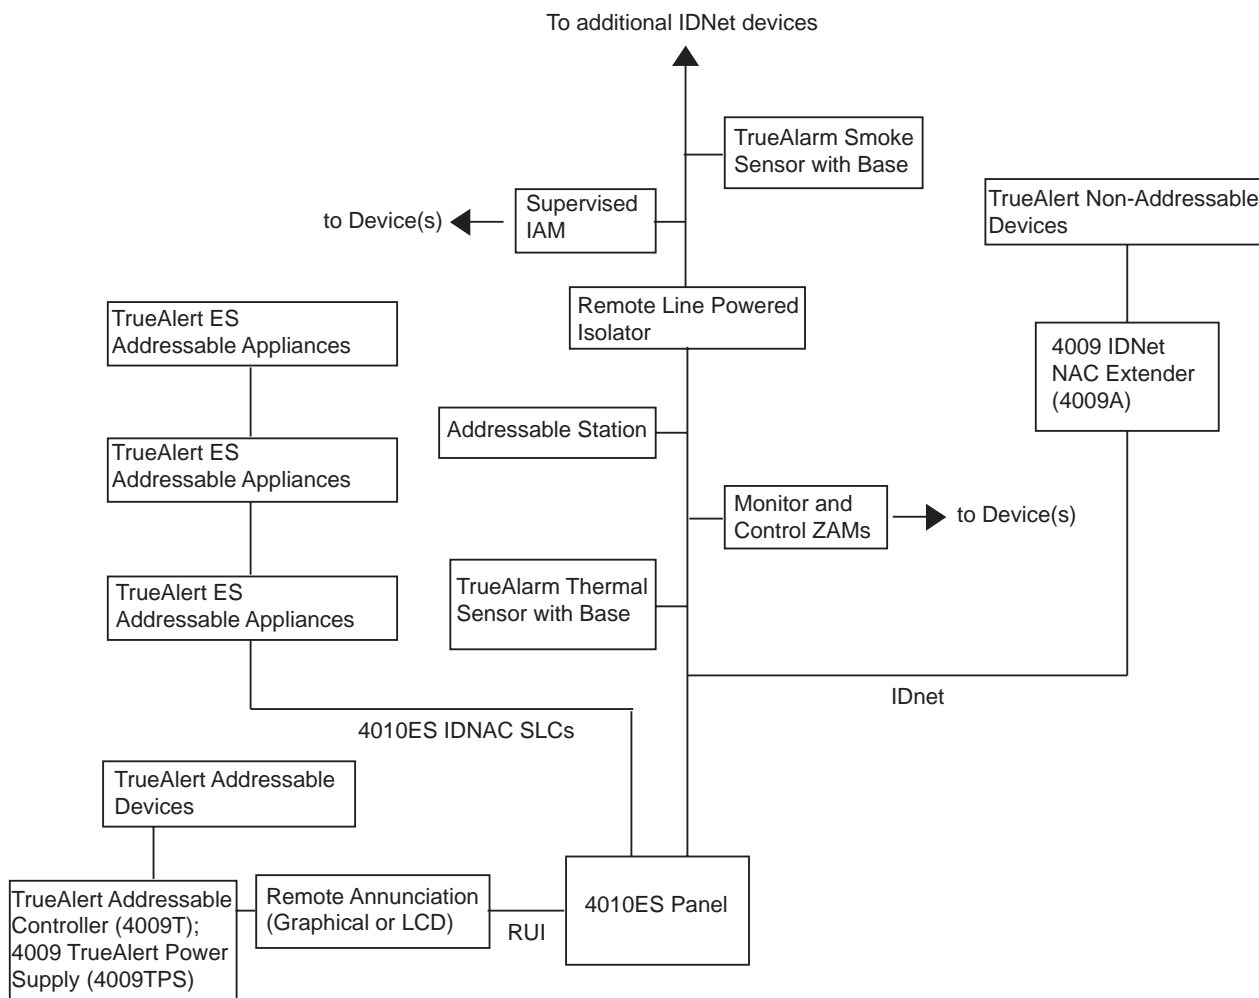 To additional IDNet devices
TrueAlarm Smoke
Sensor with Base
Supervised
IAM
to Device(s)
TrueAlert Non-Addressable
Devices
Remote Line Powered
Isolator
TrueAlert ES
Addressable Appliances
4009 IDNet
NAC Extender
(4009A)
Addressable Station
TrueAlert ES
Addressable Appliances
Monitor and
Control ZAMs
to Device(s)
TrueAlert ES
Addressable Appliances
TrueAlarm Thermal
Sensor with Base
IDnet
4010ES IDNAC SLCs
TrueAlert Addressable
Devices
TrueAlert Addressable
Controller (4009T);
4009 TrueAlert Power
Supply (4009TPS)
Remote Annunciation
(Graphical or LCD)
RUI
4010ES Panel